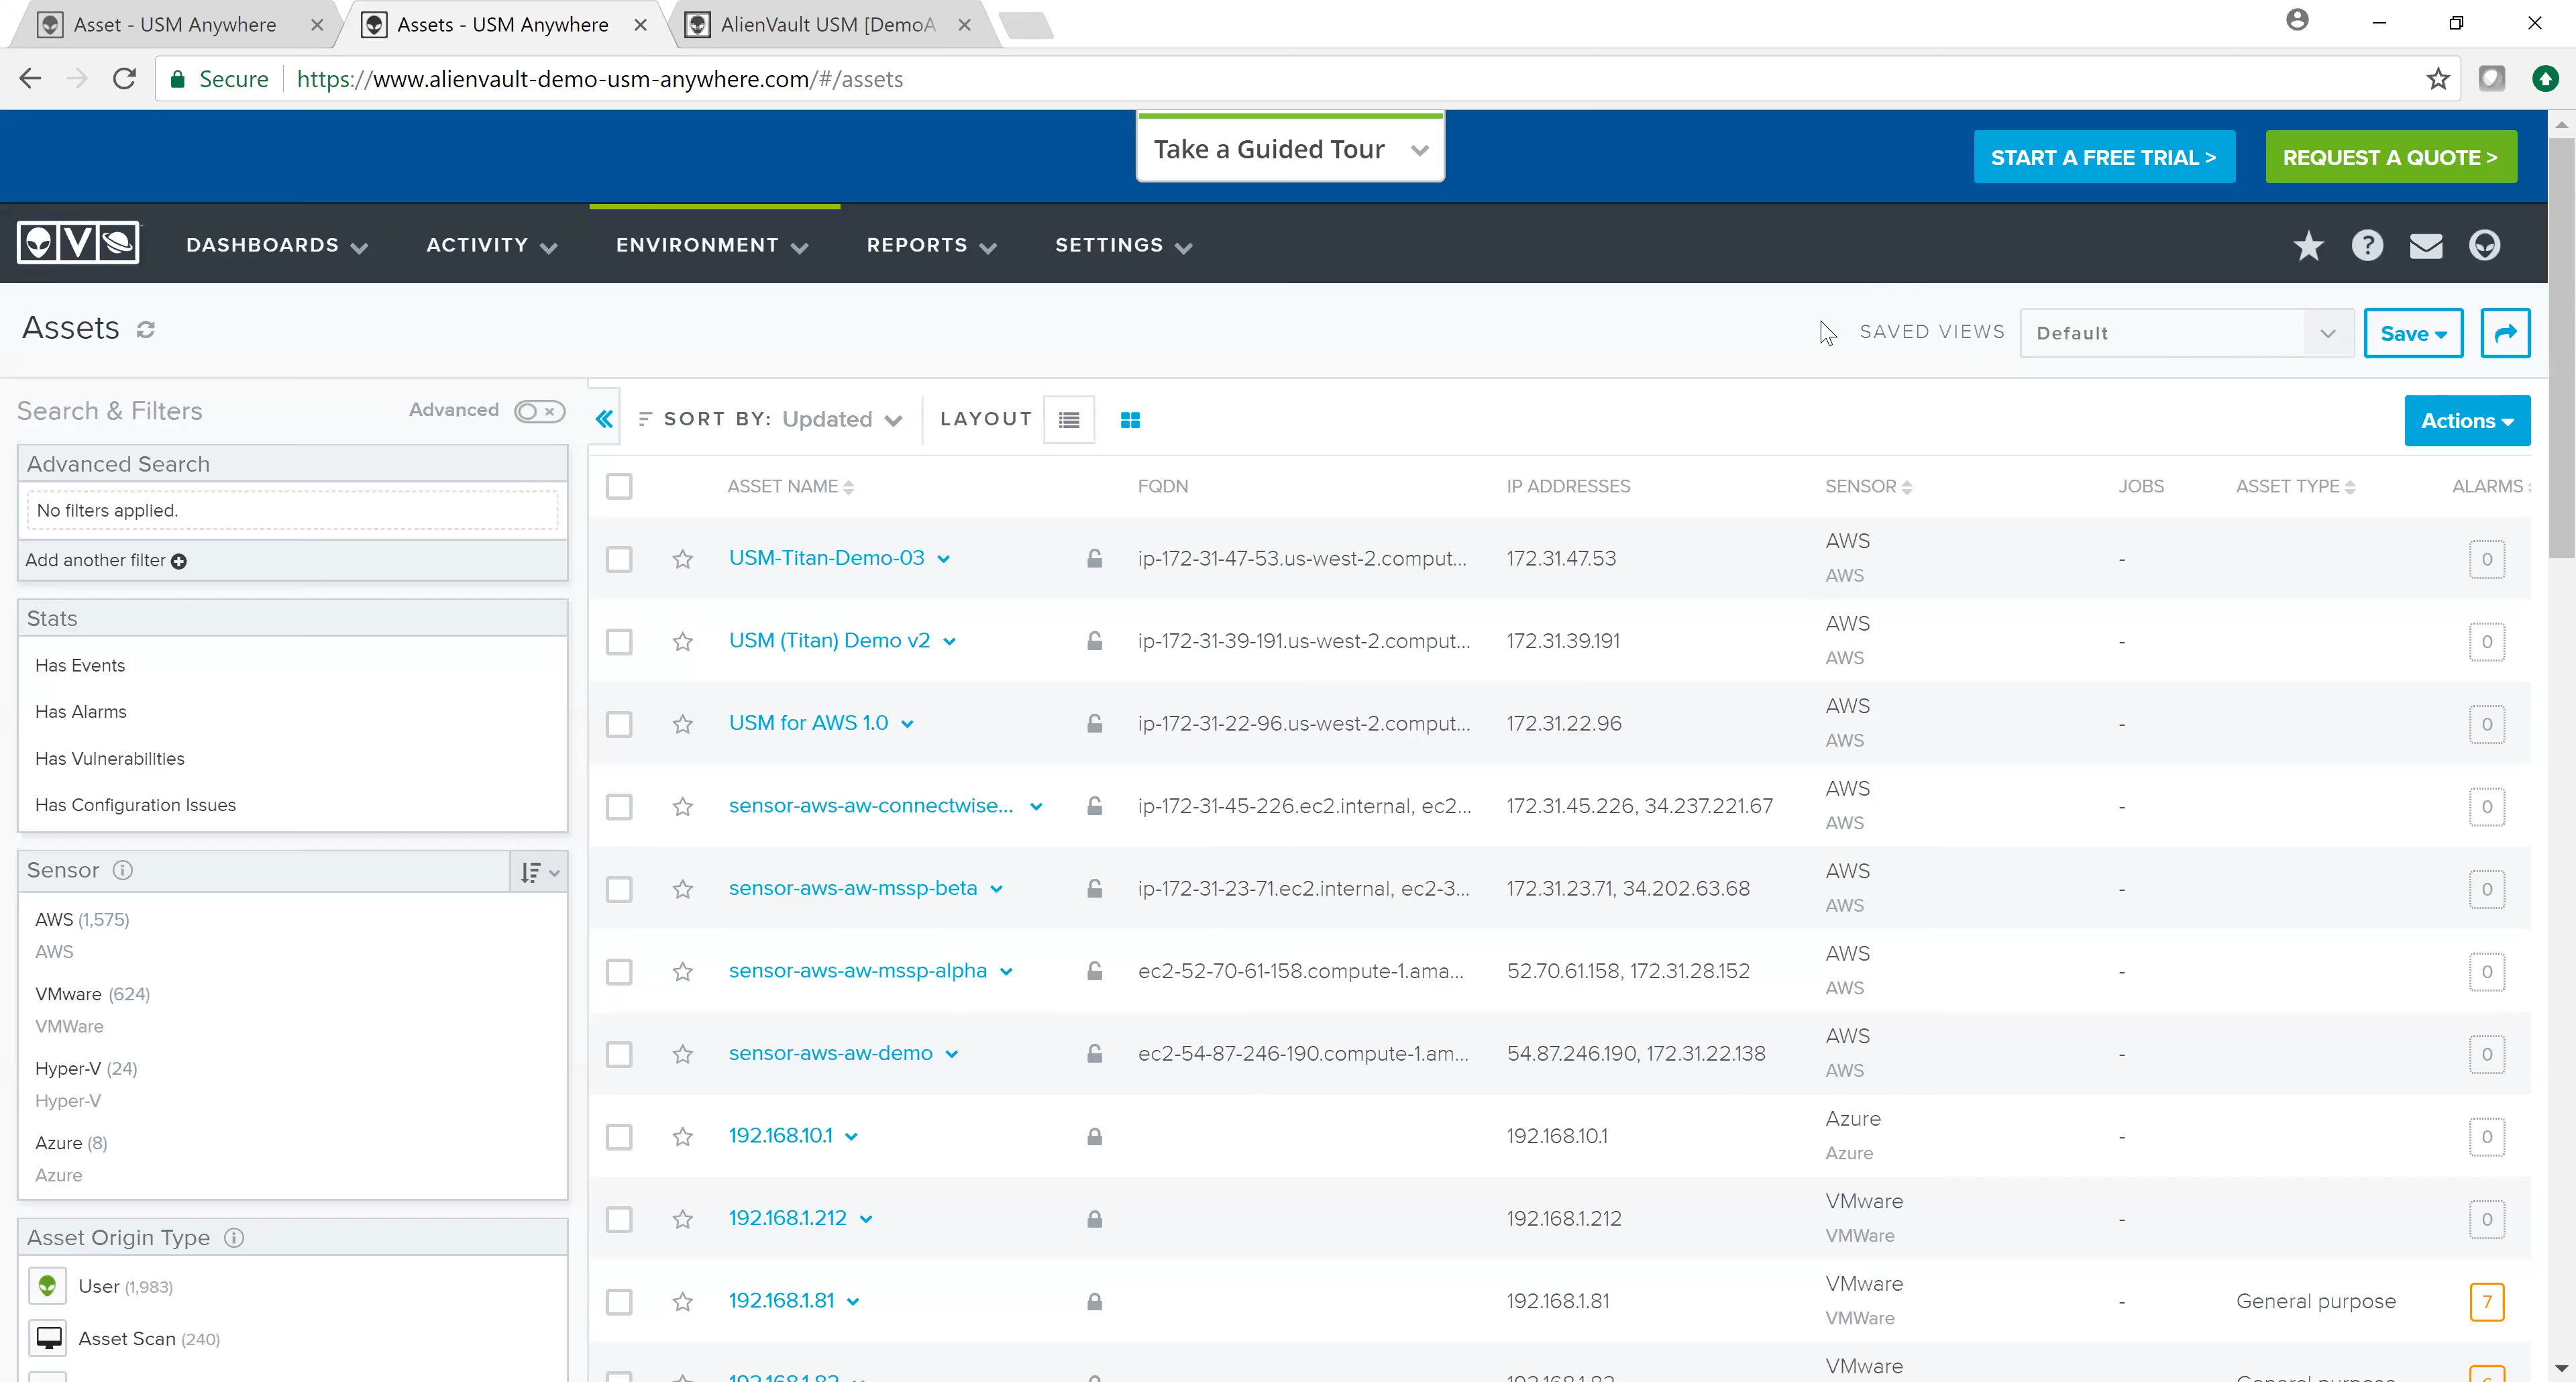 Asset - USM Anywhere
Assets - USM Anywhere
AlienVault USM [DemoA
Secure https://www.alienvault-demo-usm-anywhere.com/#/assets
Take a Guided Tour
START A FREE TRIAL >
REQUEST A QUOTE >
V
DASHBOARDS ACTIVITY ENVIRONMENT REPORTS SETTINGS
Assets
SAVED VIEWS Default Save
Search & Filters Advanced
SORT BY: Updated LAYOUT
Actions
Advanced Search
No filters applied.
Add another filter
Stats
Has Events
Has Alarms
Has Vulnerabilities
Has Configuration Issues
Sensor
AWS (1,575)
AWS
VMware (624)
VMWare
Hyper-V (24)
Hyper-V
Azure (8)
Azure
Asset Origin Type
User (1,983)
Asset Scan (240)
ASSET NAME FQDN IP ADDRESSES SENSOR JOBS ASSET TYPE ALARMS
USM-Titan-Demo-03 ip-172-31-47-53.us-west-2.comput... 172.31.47.53 AWS - 0
AWS
USM (Titan) Demo v2 ip-172-31-39-191.us-west-2.comput... 172.31.39.191 AWS - 0
AWS
USM for AWS 1.0 ip-172-31-22-96.us-west-2.comput... 172.31.22.96 AWS - 0
AWS
sensor-aws-aw-connectwise... ip-172-31-45-226.ec2.internal, ec2... 172.31.45.226, 34.237.221.67 AWS - 0
AWS
sensor-aws-aw-mssp-beta ip-172-31-23-71.ec2.internal, ec2-3... 172.31.23.71, 34.202.63.68 AWS - 0
AWS
sensor-aws-aw-mssp-alpha ec2-52-70-61-158.compute-1.ama... 52.70.61.158, 172.31.28.152 AWS - 0
AWS
sensor-aws-aw-demo ec2-54-87-246-190.compute-1.am... 54.87.246.190, 172.31.22.138 AWS - 0
AWS
192.168.10.1 192.168.10.1 Azure - 0
Azure
192.168.1.212 192.168.1.212 VMware - 0
VMWare
192.168.1.81 192.168.1.81 VMware - General purpose 7
VMWare
VMware